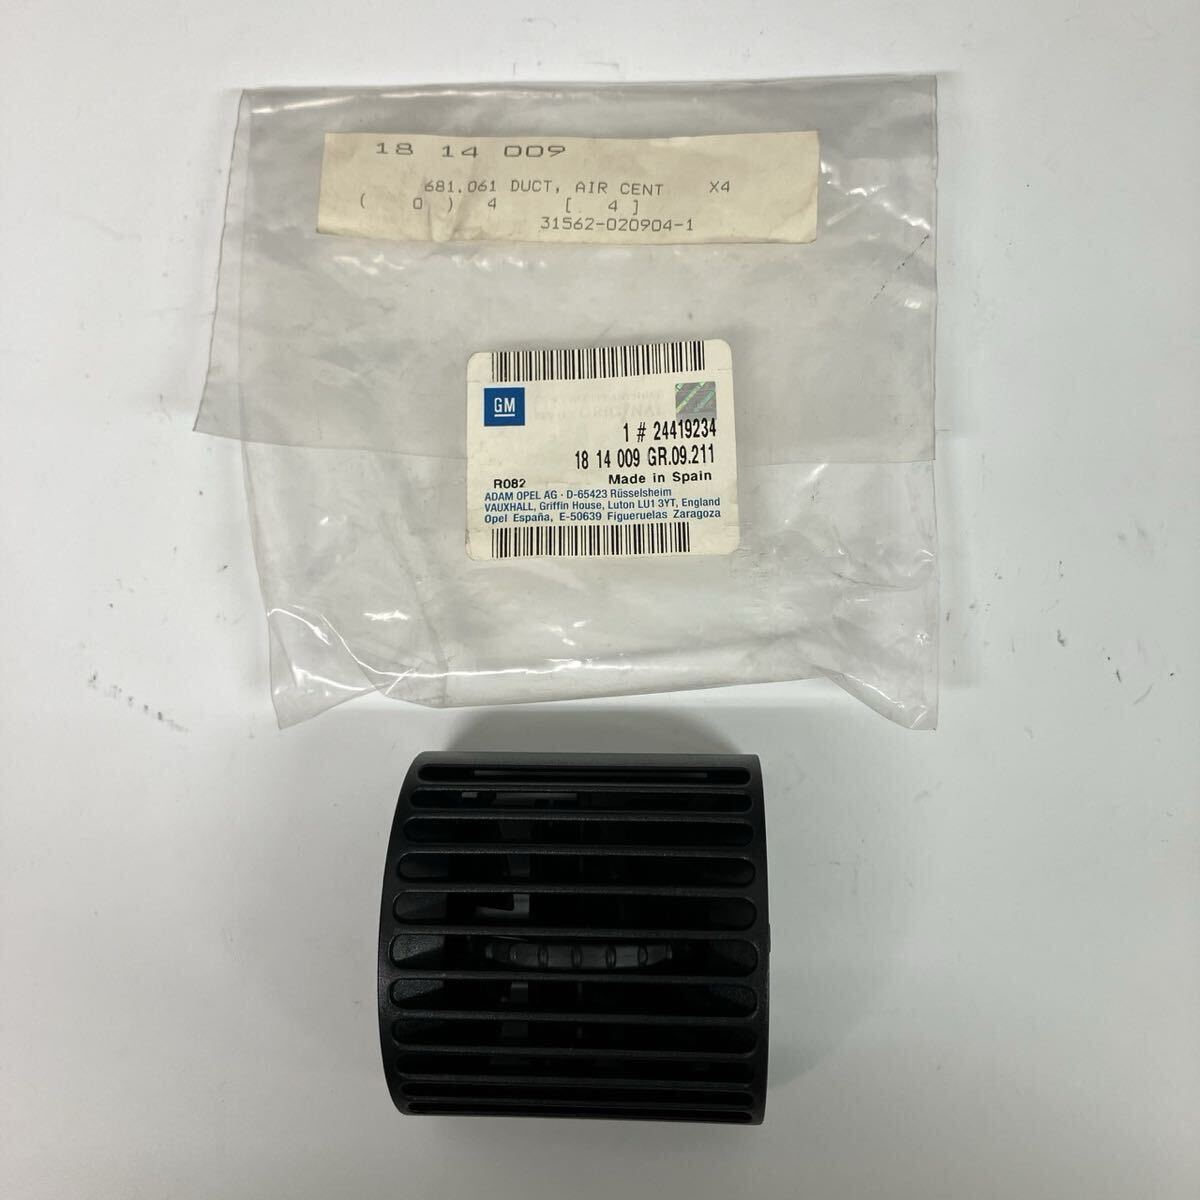 18 14 009
681.061 DUCT, AIR CENT X4
( 0 ) 4 [ 4 ]
31562-020904-1
GM
ORIGINAL
1 # 24419234
18 14 009 GR.09.211
R082 Made in Spain
ADAM OPEL AG · D-65423 Rüsselsheim
VAUXHALL, Griffin House, Luton LU1 3YT, England
Opel España, E-50639 Figueruelas Zaragoza